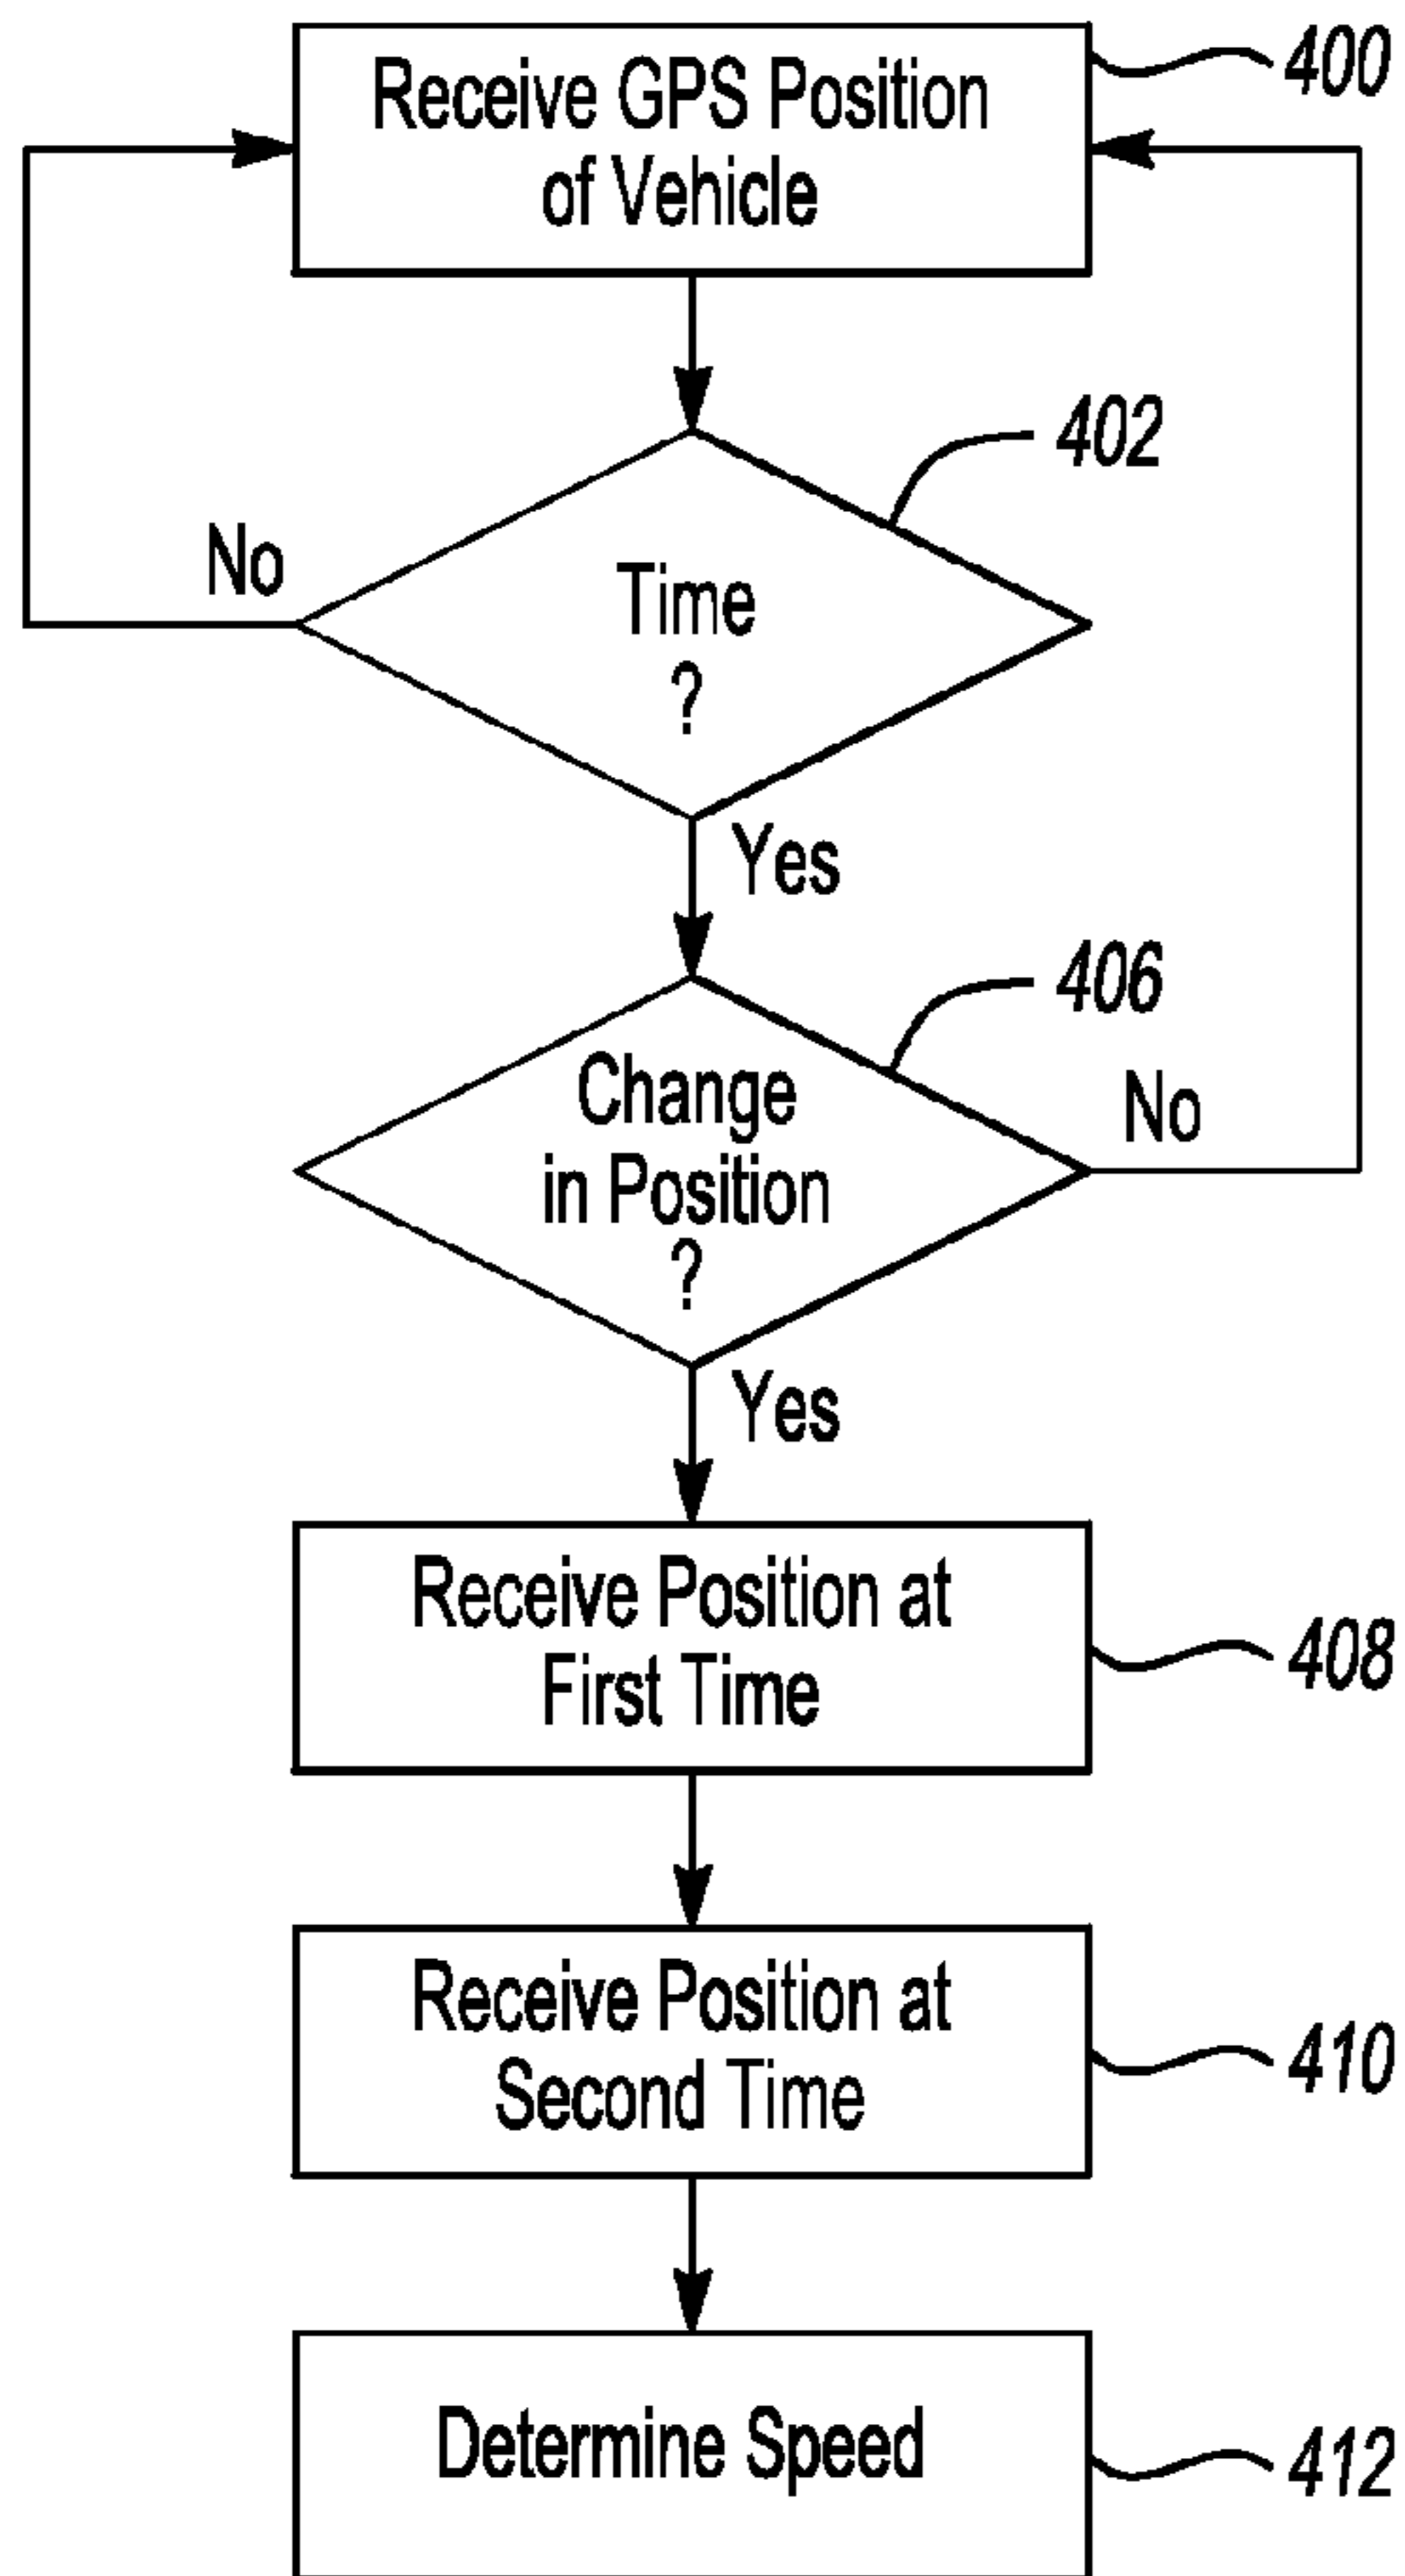 Receive GPS Position
of Vehicle
400
402
Time
?
No
Yes
406
Change
in Position
?
No
Yes
Receive Position at
First Time
408
Receive Position at
Second Time
410
Determine Speed
412